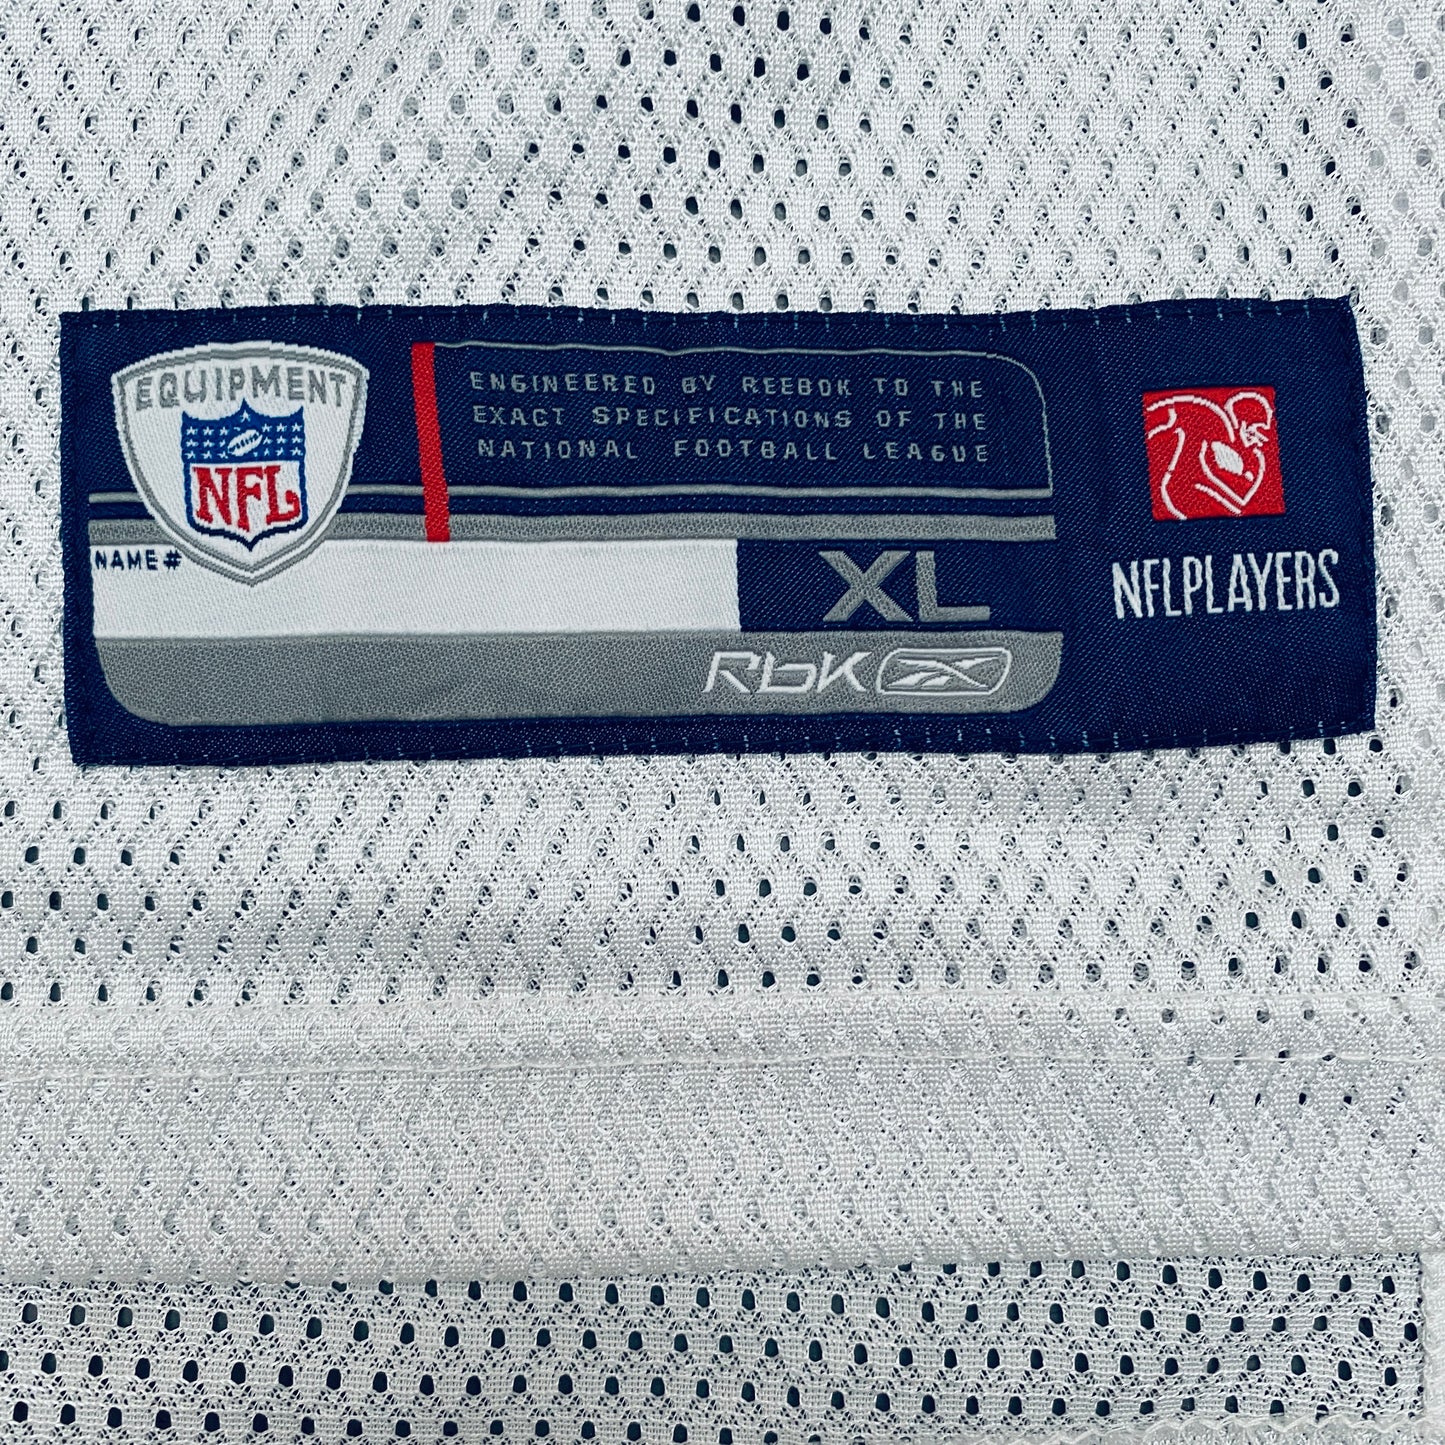 EQUIPMENT
NFL
ENGINEERED BY REEBOK TO THE
EXACT SPECIFICATIONS OF THE
NATIONAL FOOTBALL LEAGUE
NAME#
XL
Rbk
NFLPLAYERS